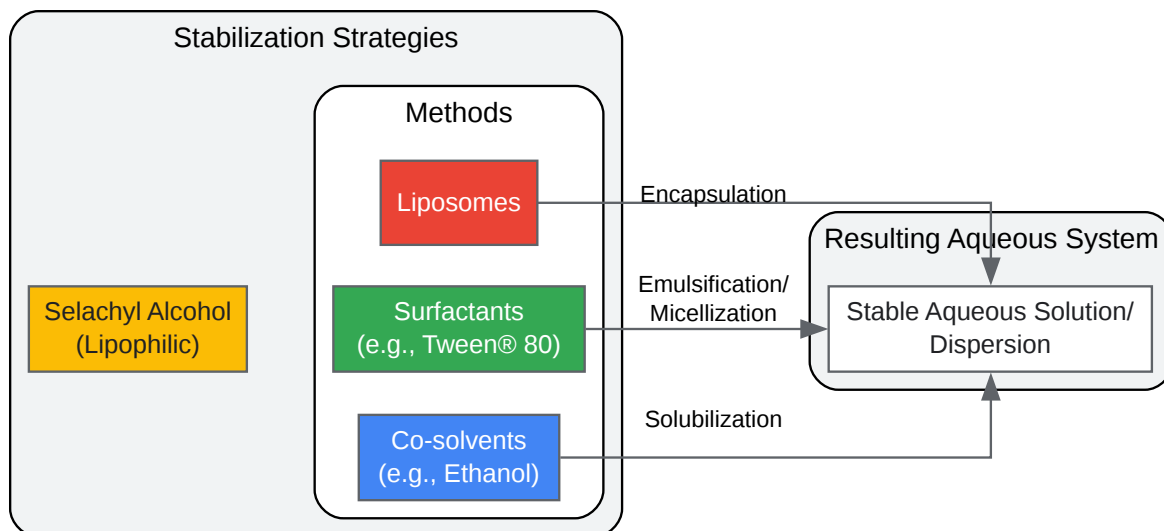 Stabilization Strategies
Methods
Liposomes
Encapsulation
Resulting Aqueous System
Selachyl Alcohol
(Lipophilic)
Surfactants
(e.g., Tween® 80)
Emulsification/
Micellization
Stable Aqueous Solution/
Dispersion
Co-solvents
(e.g., Ethanol)
Solubilization